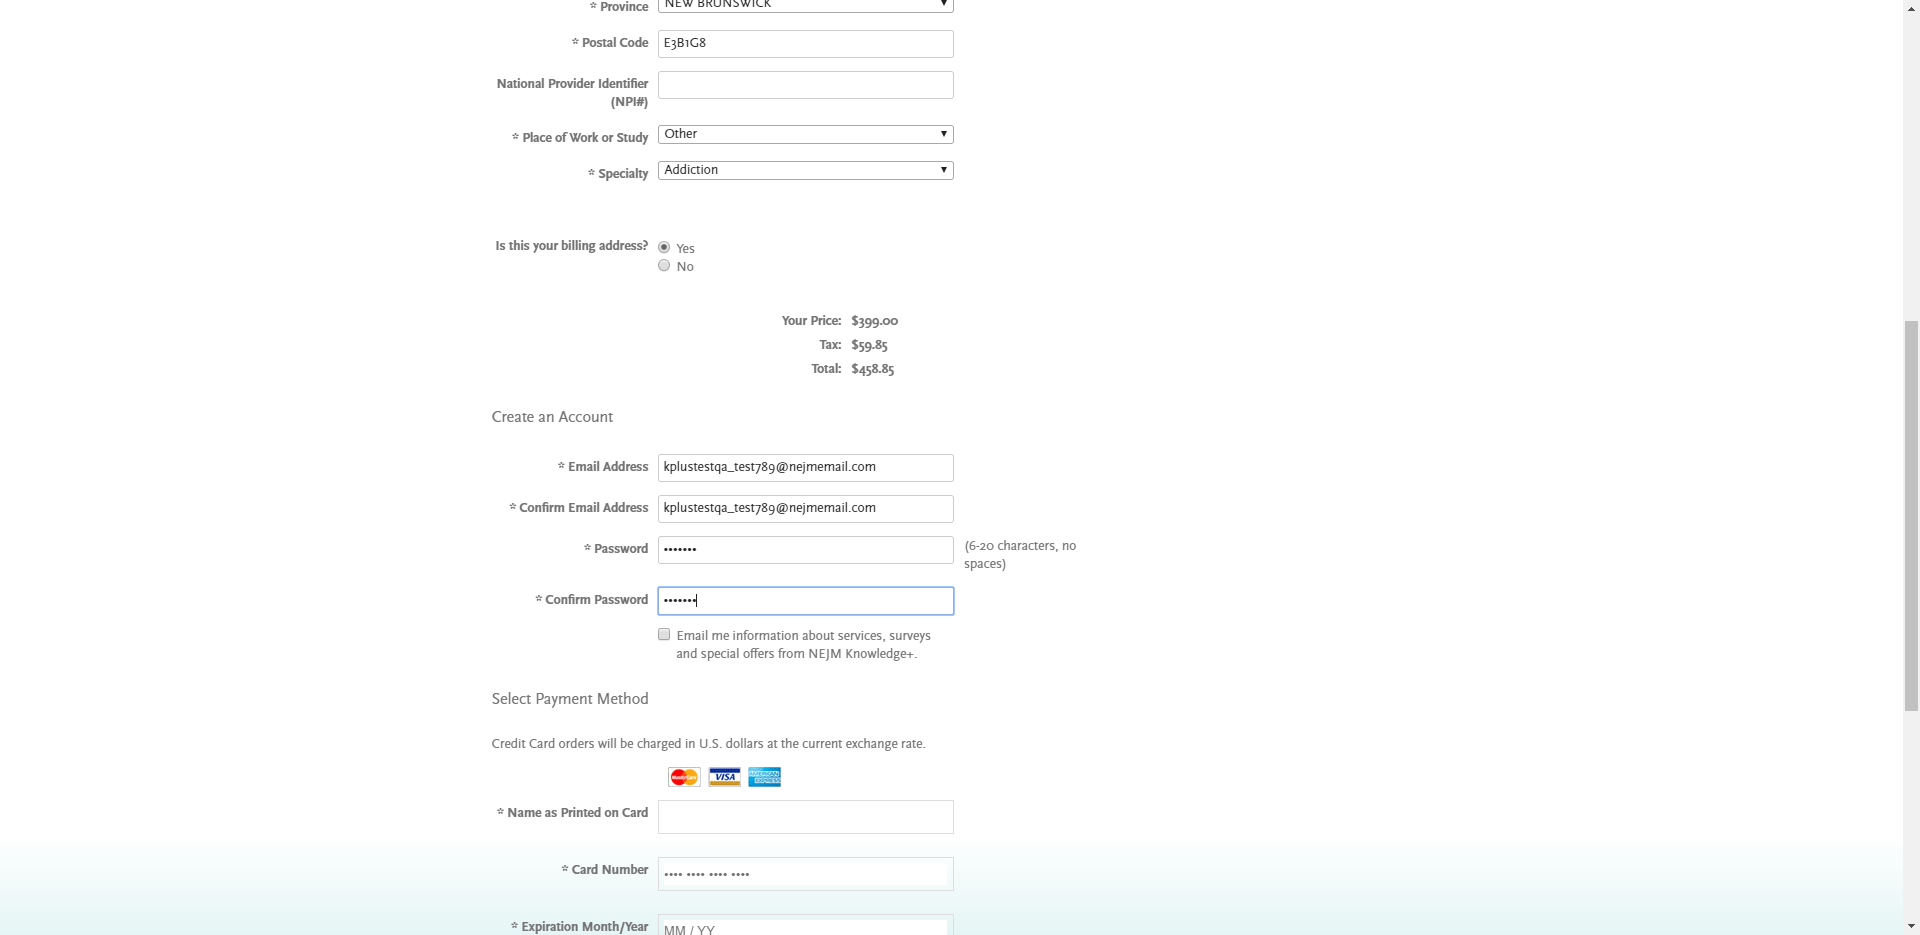 * Province NEW BRUNSWICK
* Postal Code E3B1G8
National Provider Identifier
(NPI#)
* Place of Work or Study Other
* Specialty Addiction
Is this your billing address? Yes
No
Your Price: $399.00
Tax: $59.85
Total: $458.85
Create an Account
* Email Address kplustestqa_test789@nejmemail.com
* Confirm Email Address kplustestqa_test789@nejmemail.com
* Password ••••••• (6-20 characters, no
spaces)
* Confirm Password •••••••
Email me information about services, surveys
and special offers from NEJM Knowledge+.
Select Payment Method
Credit Card orders will be charged in U.S. dollars at the current exchange rate.
MasterCard VISA AMERICAN EXPRESS
* Name as Printed on Card
* Card Number •••• •••• •••• ••••
* Expiration Month/Year MM / YY